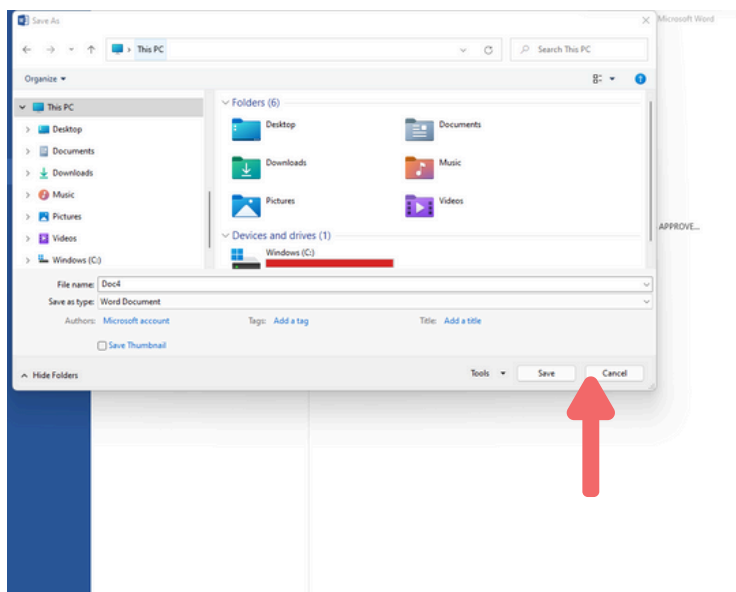 Save As
Microsoft Word
This PC
Search This PC
Organize
This PC
Desktop
Documents
Downloads
Music
Pictures
Videos
Windows (C:)
Folders (6)
Desktop
Documents
Downloads
Music
Pictures
Videos
Devices and drives (1)
Windows (C:)
APPROVE...
File name: Doc4
Save as type: Word Document
Authors: Microsoft account Tags: Add a tag Title: Add a title
Save Thumbnail
Hide Folders Tools Save Cancel